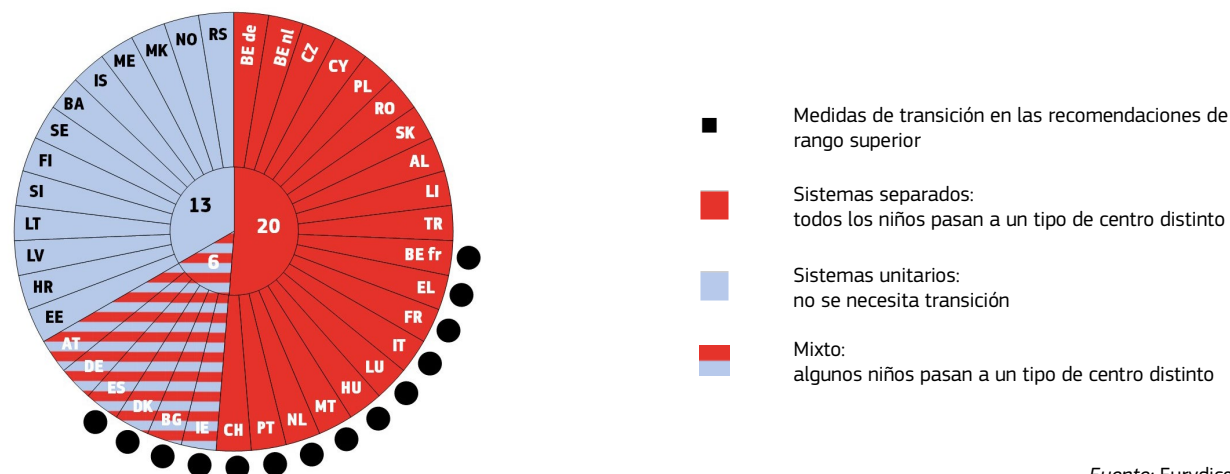 RS
BE de
BE nl
CZ
CY
PL
RO
SK
AL
LI
TR
BE fr
EL
FR
IT
LU
HU
MT
NL
PT
CH
IE
BG
DK
ES
DE
AT
EE
HR
LV
LT
SI
FI
SE
BA
IS
ME
MK
NO
13
20
6
Medidas de transición en las recomendaciones de
rango superior
Sistemas separados:
todos los niños pasan a un tipo de centro distinto
Sistemas unitarios:
no se necesita transición
Mixto:
algunos niños pasan a un tipo de centro distinto
Fuente: Eurydice